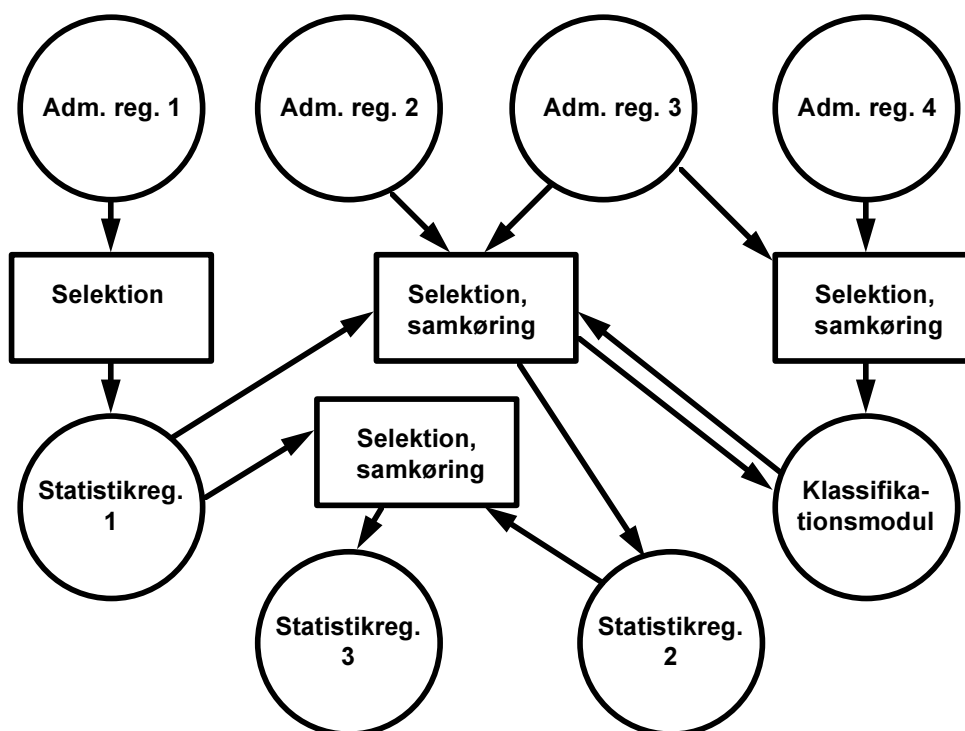 Adm. reg. 1
Adm. reg. 2
Adm. reg. 3
Adm. reg. 4
Selektion
Selektion,
samkøring
Selektion,
samkøring
Selektion,
samkøring
Statistikreg.
1
Klassifika-
tionsmodul
Statistikreg.
3
Statistikreg.
2